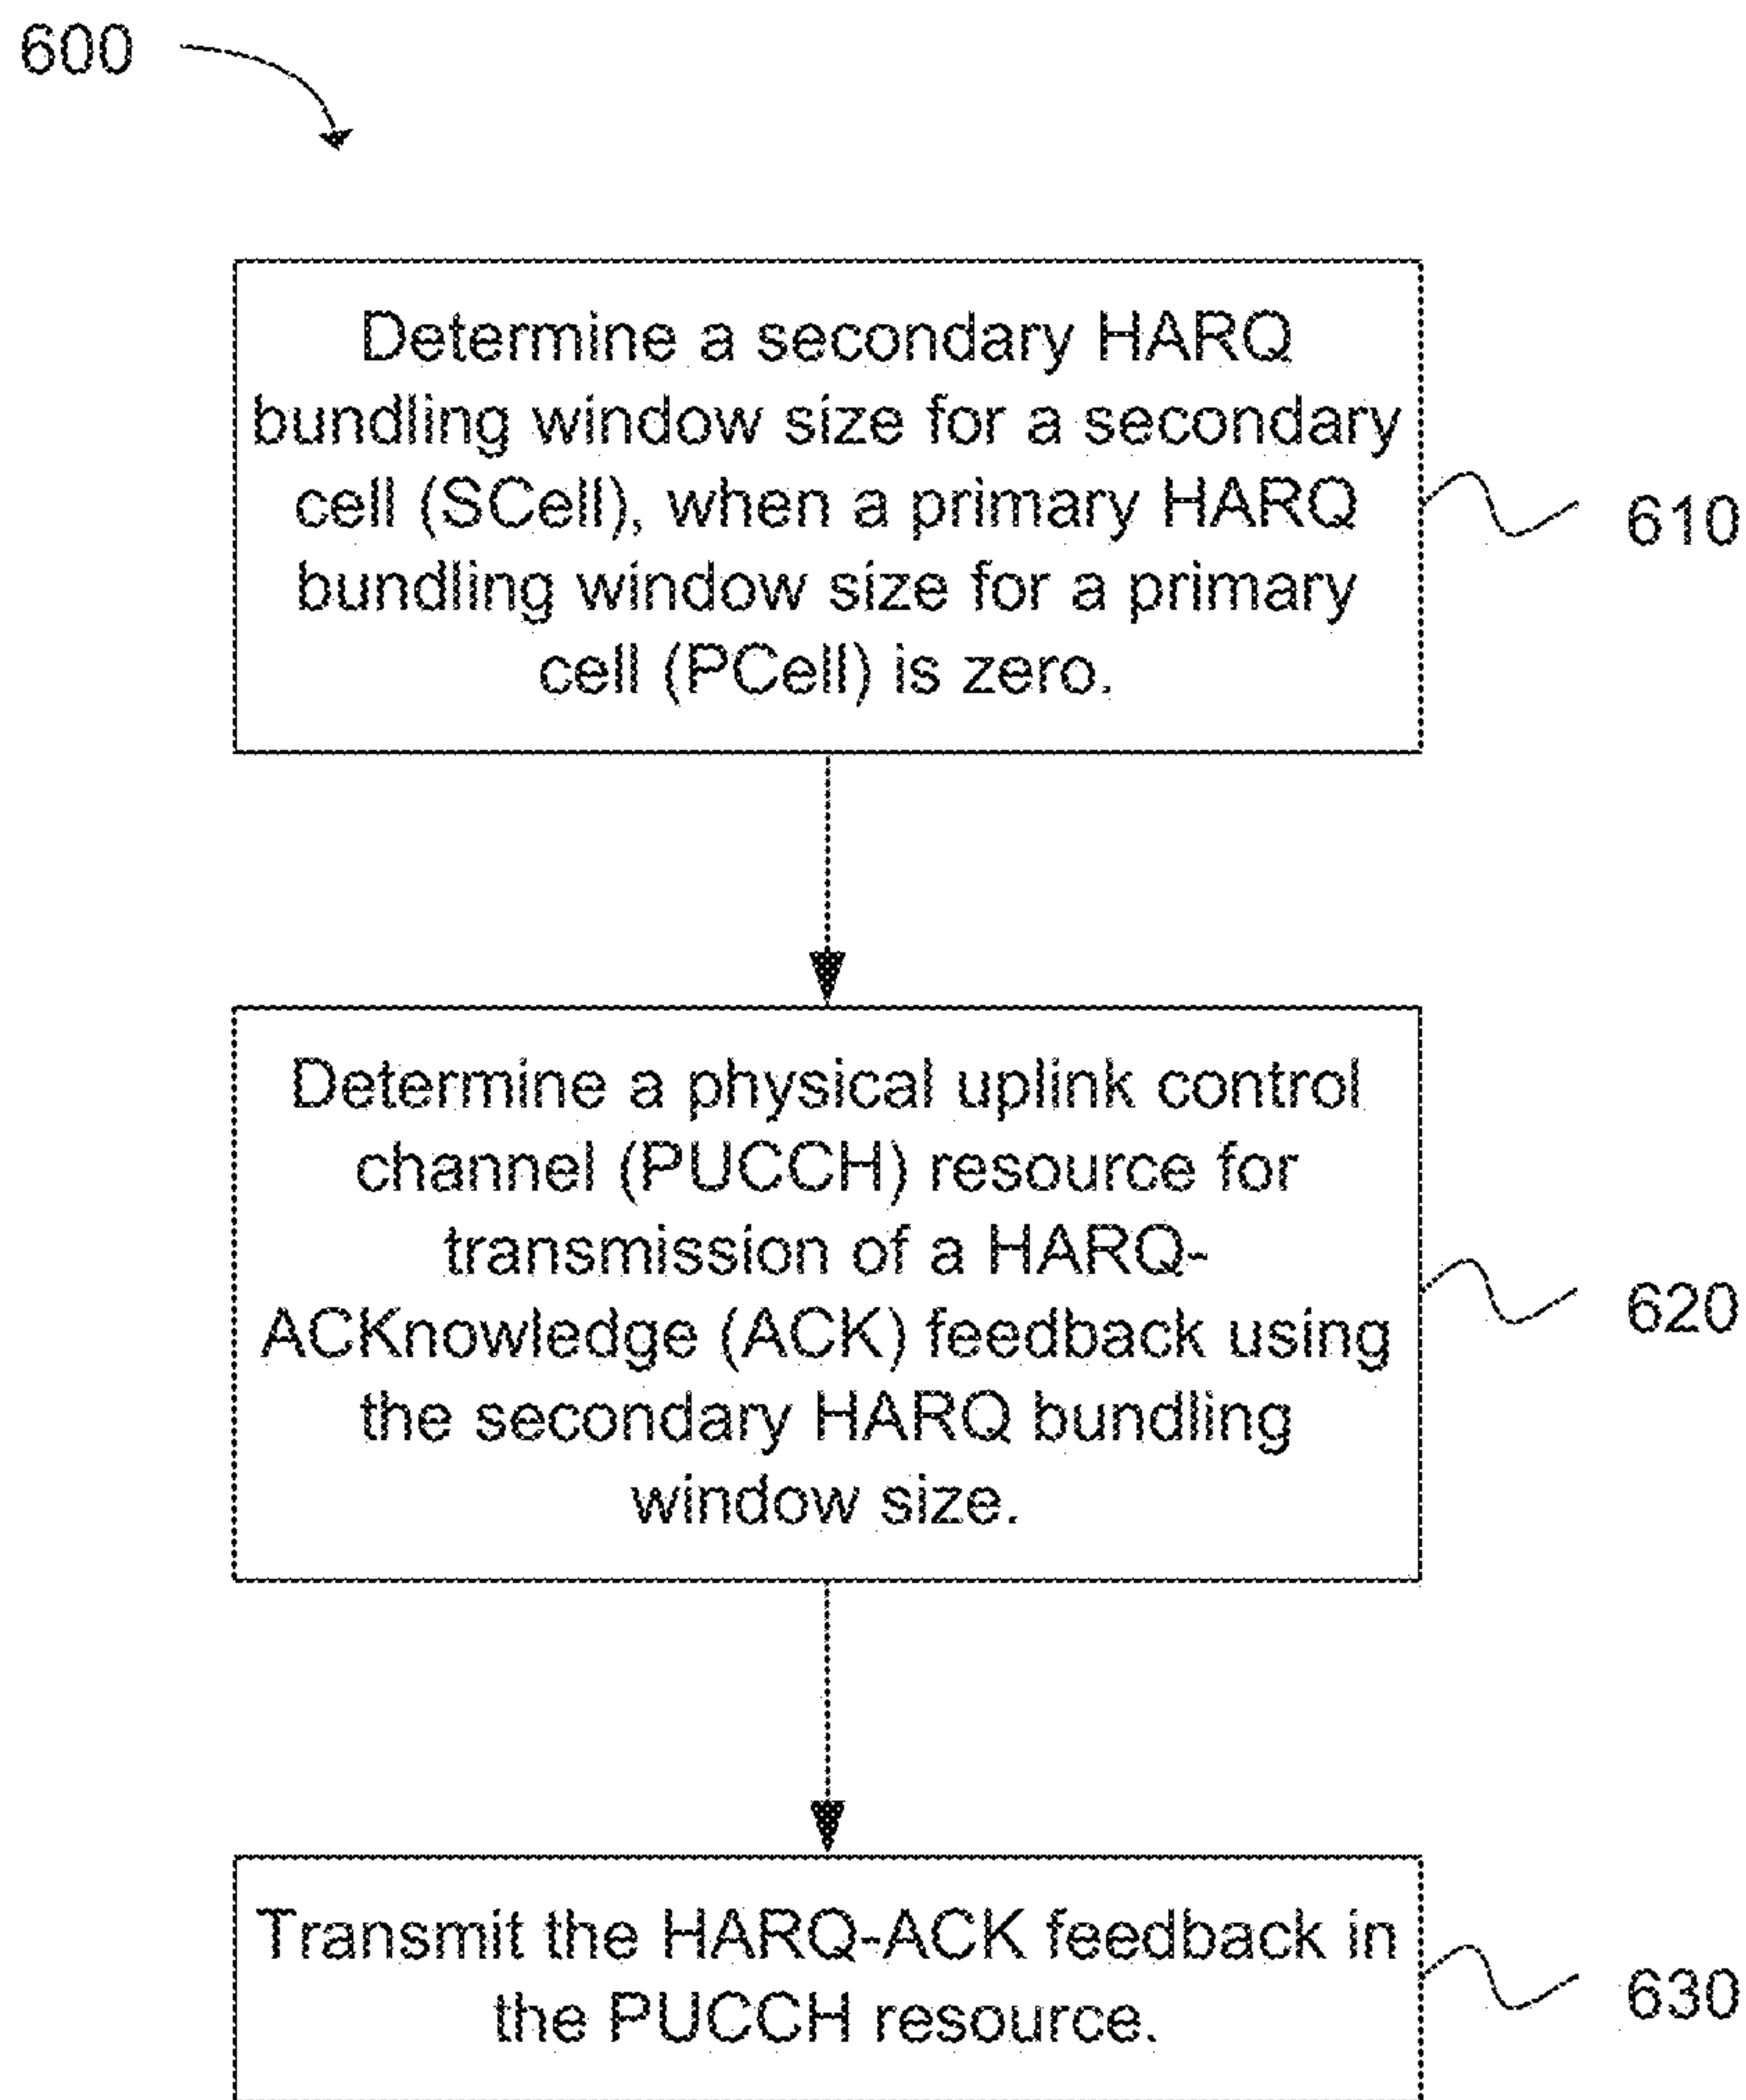 600
Determine a secondary HARQ
bundling window size for a secondary
cell (SCell), when a primary HARQ
bundling window size for a primary
cell (PCell) is zero.
610
Determine a physical uplink control
channel (PUCCH) resource for
transmission of a HARQ-
ACKnowledge (ACK) feedback using
the secondary HARQ bundling
window size.
620
Transmit the HARQ-ACK feedback in
the PUCCH resource.
630